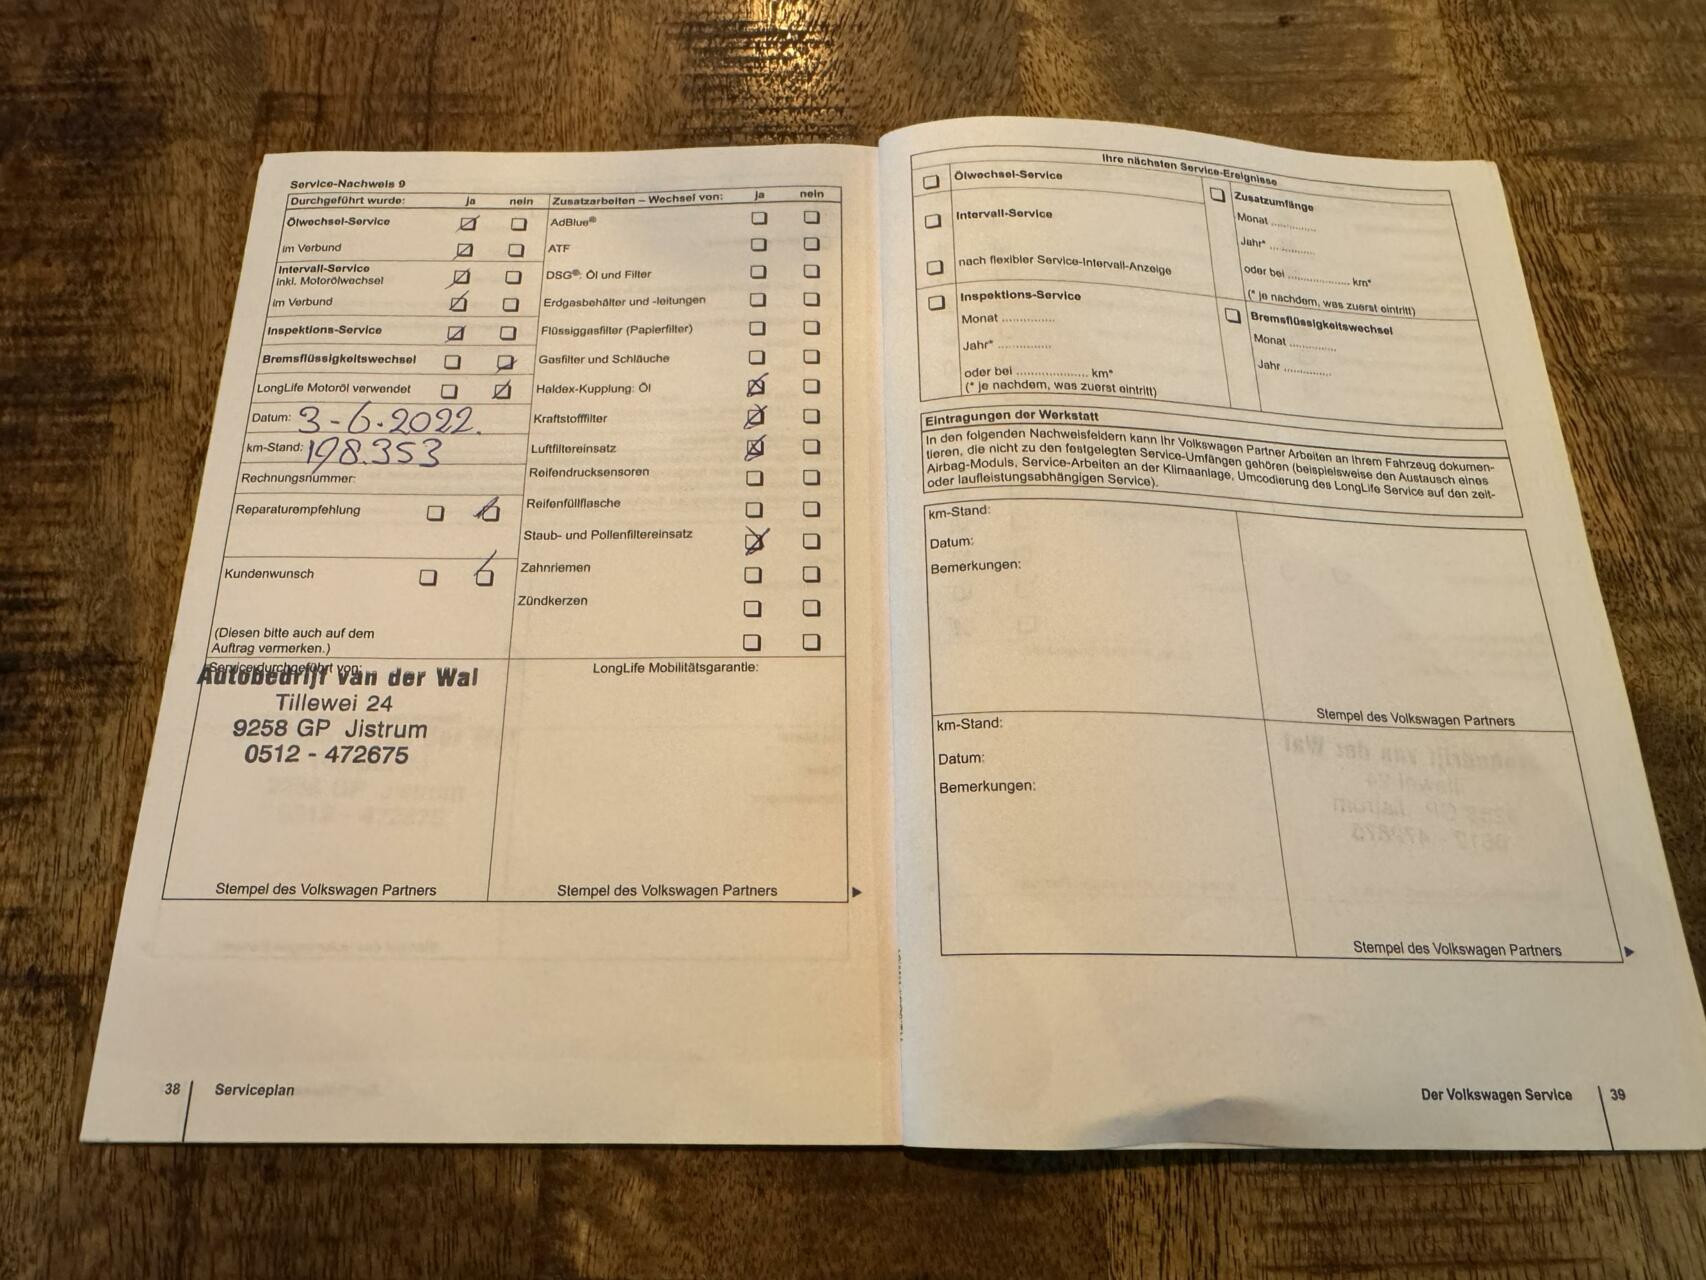 Service-Nachweis 9
Durchgeführt wurde: ja nein
Ölwechsel-Service
im Verbund
Intervall-Service
inkl. Motorölwechsel
im Verbund
Inspektions-Service
Bremsflüssigkeitswechsel
LongLife Motoröl verwendet
Datum: 3-6-2022.
km-Stand: 198.353
Rechnungsnummer:
Reparaturempfehlung
Kundenwunsch
(Diesen bitte auch auf dem
Auftrag vermerken.)
Zusatzarbeiten – Wechsel von: ja nein
AdBlue®
ATF
DSG®: Öl und Filter
Erdgasbehälter und -leitungen
Flüssiggasfilter (Papierfilter)
Gasfilter und Schläuche
Haldex-Kupplung: Öl
Kraftstofffilter
Luftfiltereinsatz
Reifendrucksensoren
Reifenfüllflasche
Staub- und Pollenfiltereinsatz
Zahnriemen
Zündkerzen
Service durchgeführt von:
Autobedrijf van der Wal
Tillewei 24
9258 GP Jistrum
0512 - 472675
Stempel des Volkswagen Partners
LongLife Mobilitätsgarantie:
Stempel des Volkswagen Partners
38 Serviceplan
Ihre nächsten Service-Ereignisse
Ölwechsel-Service
Intervall-Service
nach flexibler Service-Intervall-Anzeige
Inspektions-Service
Monat ..............
Jahr* ..............
oder bei ................... km*
(* je nachdem, was zuerst eintritt)
Zusatzumfänge
Monat ............
Jahr* ............
oder bei ................ km*
(* je nachdem, was zuerst eintritt)
Bremsflüssigkeitswechsel
Monat ............
Jahr ............
Eintragungen der Werkstatt
In den folgenden Nachweisfeldern kann Ihr Volkswagen Partner Arbeiten an Ihrem Fahrzeug dokumen-
tieren, die nicht zu den festgelegten Service-Umfängen gehören (beispielsweise den Austausch eines
Airbag-Moduls, Service-Arbeiten an der Klimaanlage, Umcodierung des LongLife Service auf den zeit-
oder laufleistungsabhängigen Service).
km-Stand:
Datum:
Bemerkungen:
Stempel des Volkswagen Partners
km-Stand:
Datum:
Bemerkungen:
Stempel des Volkswagen Partners
Der Volkswagen Service 39